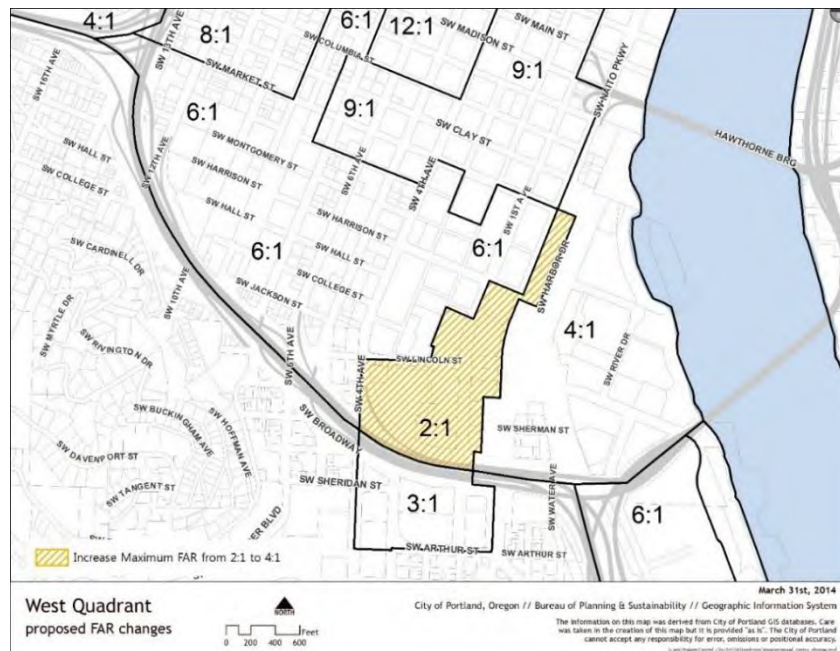 4:1
8:1
6:1
12:1
9:1
6:1
9:1
6:1
6:1
4:1
2:1
3:1
6:1
SW 13TH AVE
SW COLUMBIA ST
SW MADISON ST
SW MAIN ST
SW 16TH AVE
SW MARKET ST
SW NAITO PKWY
SW CLAY ST
HAWTHORNE BRG
SW MONTGOMERY ST
SW HALL ST
SW 12TH AVE
SW HARRISON ST
SW 6TH AVE
SW 4TH AVE
SW COLLEGE ST
SW HALL ST
SW HARRISON ST
SW 1ST AVE
SW HALL ST
SW CARDINELL DR
SW COLLEGE ST
SW HARBOR DR
SW 10TH AVE
SW JACKSON ST
SW MYRTLE DR
SW RIVINGTON DR
SW 6TH AVE
SW LINCOLN ST
SW RIVER DR
SW 4TH AVE
SW BUCKINGHAM AVE
SW HOFFMAN AVE
SW BROADWAY
SW SHERMAN ST
SW DAVENPORT ST
SW TANGENT ST
SW SHERIDAN ST
SW WATER AVE
ER BLVD
SW ARTHUR ST
SW ARTHUR ST
Increase Maximum FAR from 2:1 to 4:1
March 31st, 2014
West Quadrant
proposed FAR changes
NORTH
0 200 400 600 Feet
City of Portland, Oregon // Bureau of Planning & Sustainability // Geographic Information System
The information on this map was derived from City of Portland GIS databases. Care
was taken in the creation of this map but it is provided "as is". The City of Portland
cannot accept any responsibility for error, omissions or positional accuracy.